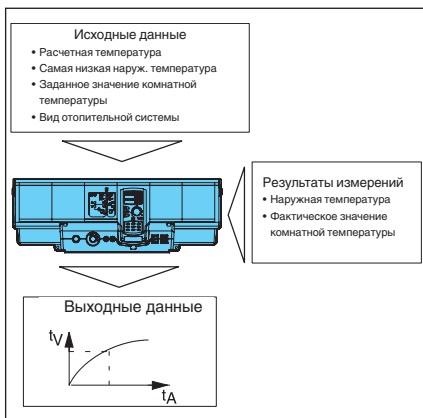 Исходные данные
• Расчетная температура
• Самая низкая наруж. температура
• Заданное значение комнатной
температуры
• Вид отопительной системы
Результаты измерений
• Наружная температура
• Фактическое значение
комнатной температуры
Выходные данные
tV
tA